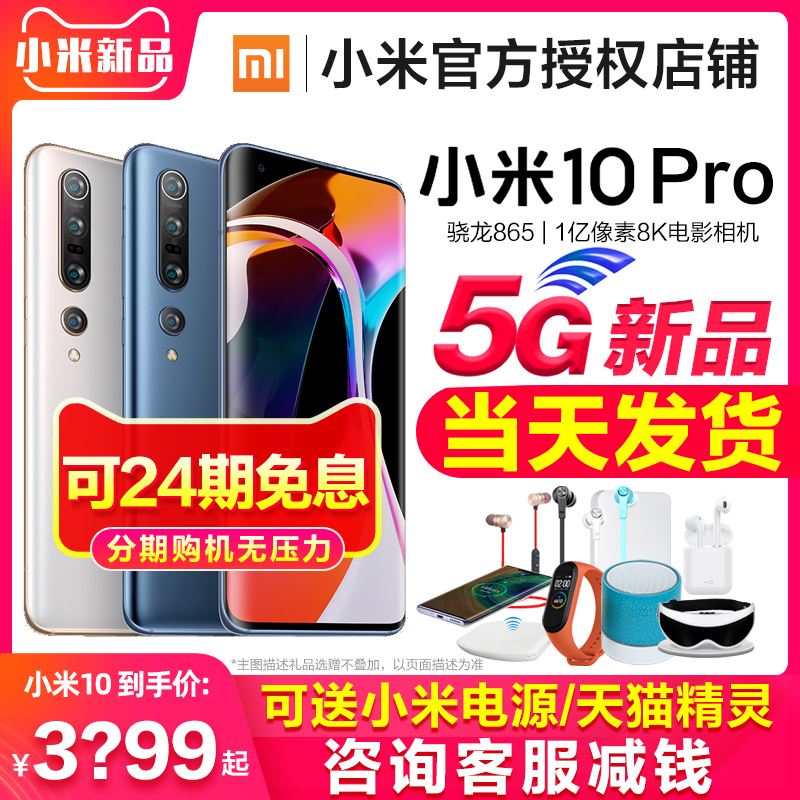 小米新品
小米官方授权店铺
小米10 Pro
骁龙865 | 1亿像素8K电影相机
5G新品
当天发货
可24期免息
分期购机无压力
02:00
*主图描述礼品选赠不叠加，以页面描述为准
小米10 到手价:
¥3?99起
可送小米电源/天猫精灵
咨询客服减钱